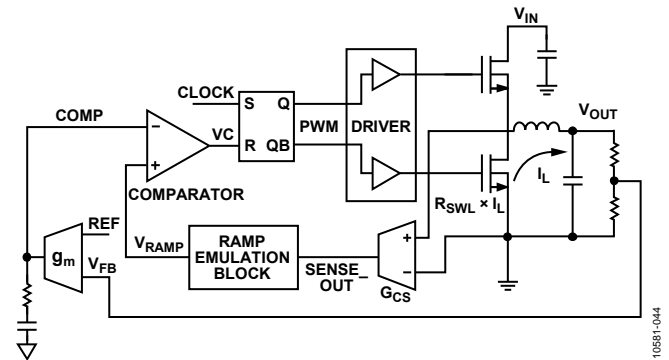 V_IN
CLOCK
S
Q
COMP
VC
R
QB
PWM
DRIVER
V_OUT
−
+
COMPARATOR
I_L
R_SWL × I_L
REF
g_m
V_FB
V_RAMP
RAMP
EMULATION
BLOCK
SENSE_
OUT
+
−
G_CS
10581-044